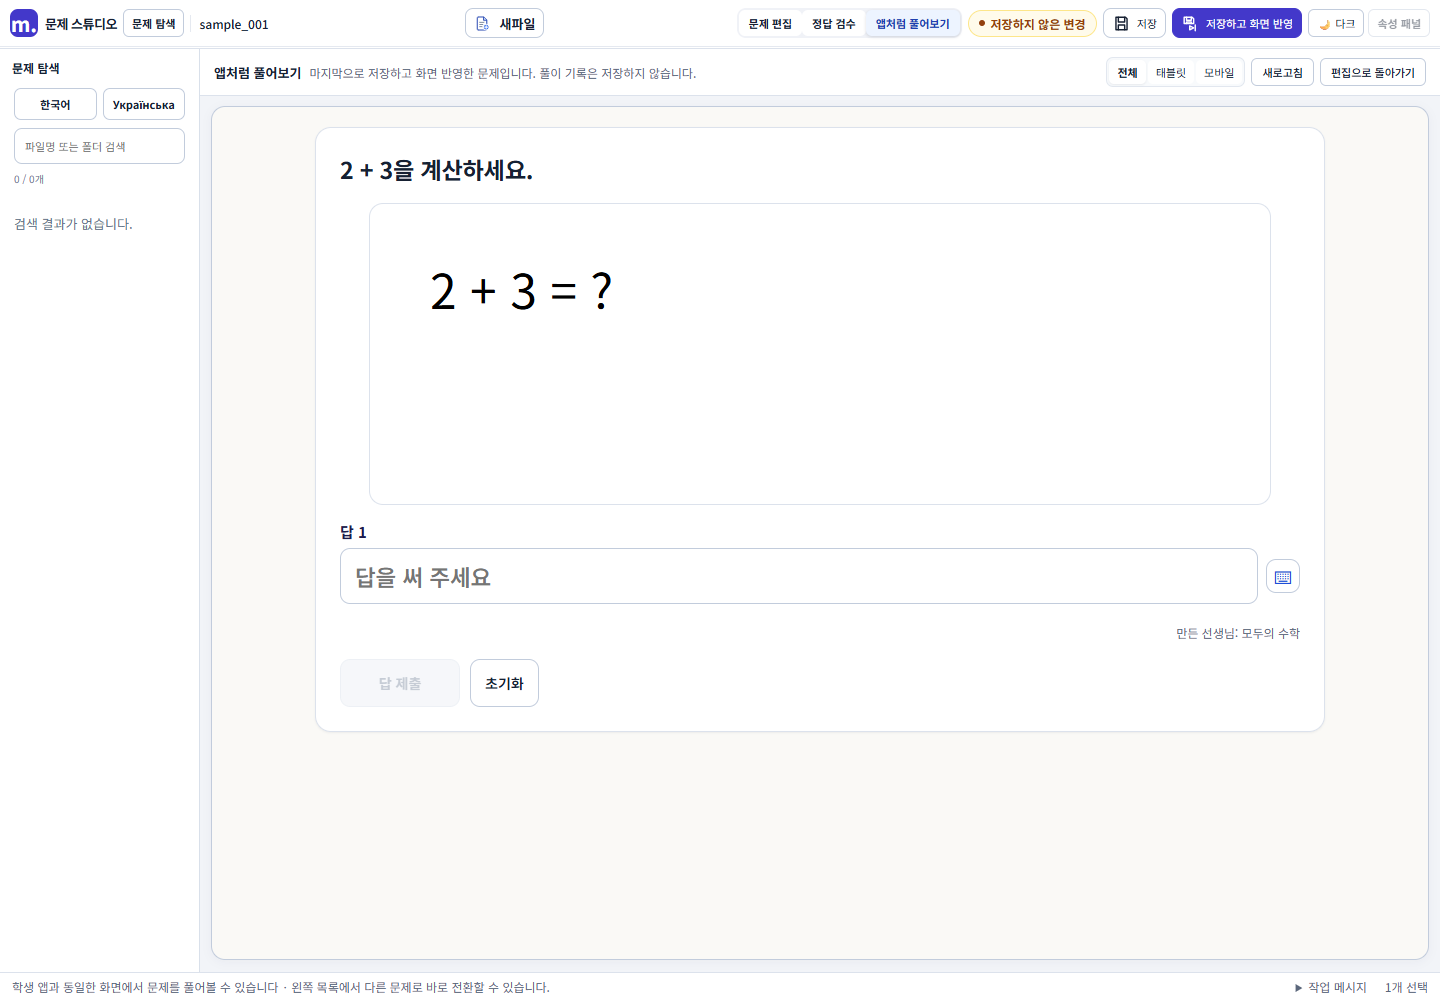 m. 문제 스튜디오 문제 탐색 sample_001 새파일 문제 편집 정답 검수 앱처럼 풀어보기 저장하지 않은 변경 저장 저장하고 화면 반영 다크 속성 패널
문제 탐색
한국어 Українська
파일명 또는 폴더 검색
0 / 0개
검색 결과가 없습니다.
앱처럼 풀어보기 마지막으로 저장하고 화면 반영한 문제입니다. 풀이 기록은 저장하지 않습니다. 전체 태블릿 모바일 새로고침 편집으로 돌아가기
2 + 3을 계산하세요.
2 + 3 = ?
답 1
답을 써 주세요
만든 선생님: 모두의 수학
답 제출 초기화
학생 앱과 동일한 화면에서 문제를 풀어볼 수 있습니다 · 왼쪽 목록에서 다른 문제로 바로 전환할 수 있습니다. ▶ 작업 메시지 1개 선택